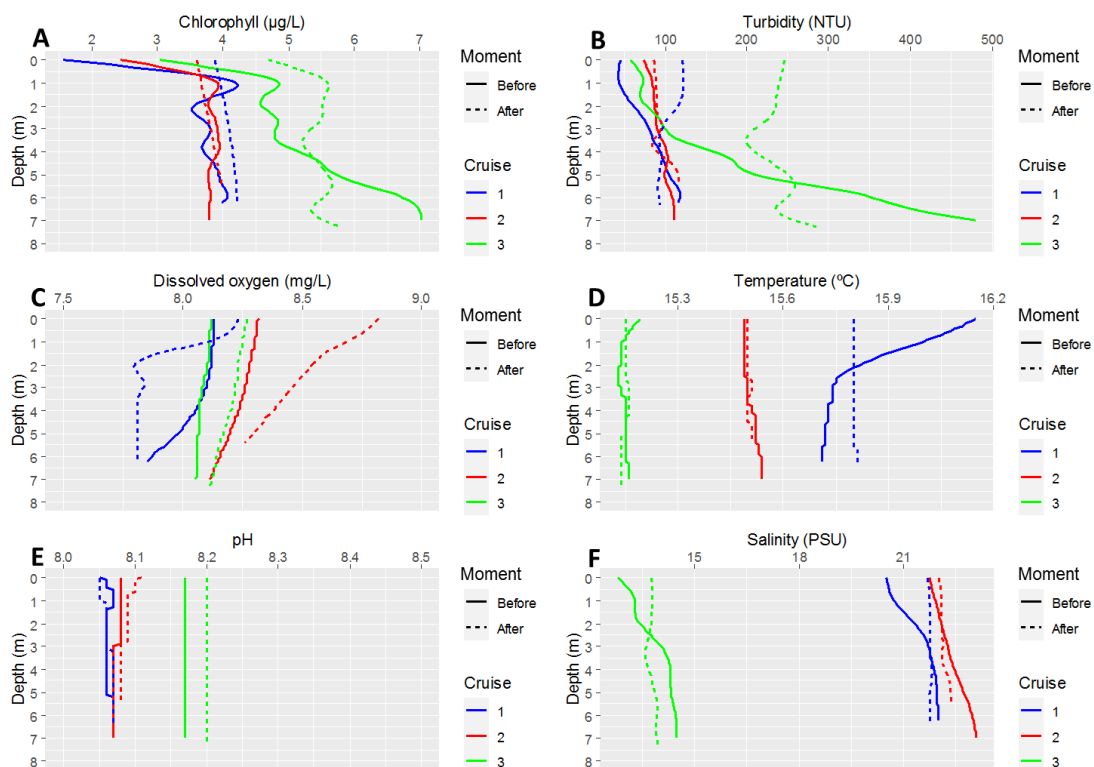 A
Chlorophyll (µg/L)
2 3 4 5 6 7
0
1
2
3
4
5
6
7
8
Depth (m)
Moment
Before
After
Cruise
1
2
3
B
Turbidity (NTU)
100 200 300 400 500
0
1
2
3
4
5
6
7
8
Depth (m)
Moment
Before
After
Cruise
1
2
3
C
Dissolved oxygen (mg/L)
7.5 8.0 8.5 9.0
0
1
2
3
4
5
6
7
8
Depth (m)
Moment
Before
After
Cruise
1
2
3
D
Temperature (ºC)
15.3 15.6 15.9 16.2
0
1
2
3
4
5
6
7
8
Depth (m)
Moment
Before
After
Cruise
1
2
3
E
pH
8.0 8.1 8.2 8.3 8.4 8.5
0
1
2
3
4
5
6
7
8
Depth (m)
Moment
Before
After
Cruise
1
2
3
F
Salinity (PSU)
15 18 21
0
1
2
3
4
5
6
7
8
Depth (m)
Moment
Before
After
Cruise
1
2
3